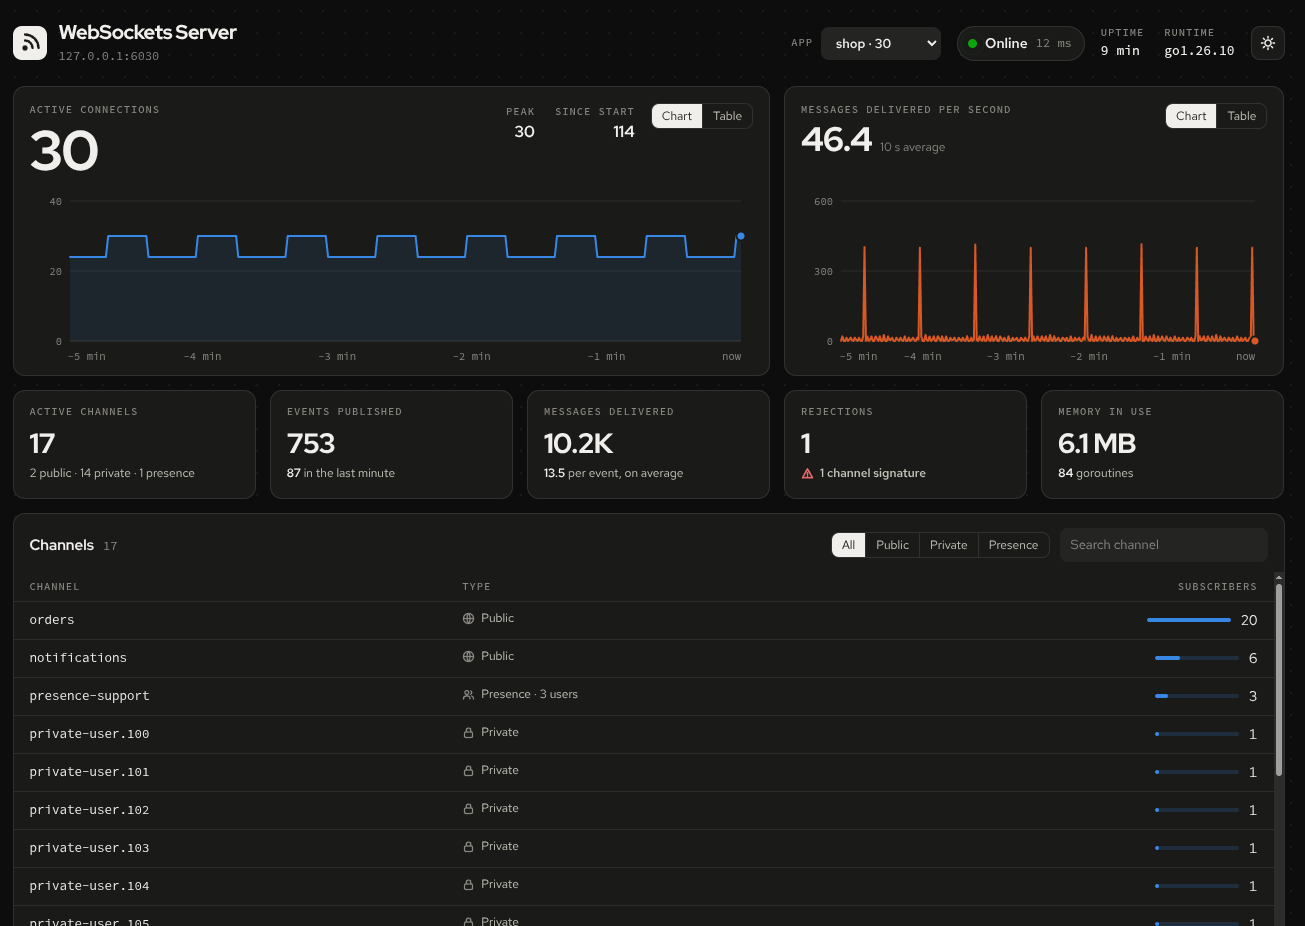 WebSockets Server
127.0.0.1:6030
APP
shop · 30
Online 12 ms
UPTIME
9 min
RUNTIME
go1.26.10
ACTIVE CONNECTIONS
30
PEAK
30
SINCE START
114
Chart Table
40
20
0
−5 min −4 min −3 min −2 min −1 min now
MESSAGES DELIVERED PER SECOND
46.4 10 s average
Chart Table
600
300
0
−5 min −4 min −3 min −2 min −1 min now
ACTIVE CHANNELS
17
2 public · 14 private · 1 presence
EVENTS PUBLISHED
753
87 in the last minute
MESSAGES DELIVERED
10.2K
13.5 per event, on average
REJECTIONS
1
1 channel signature
MEMORY IN USE
6.1 MB
84 goroutines
Channels 17
All Public Private Presence
Search channel
CHANNEL TYPE SUBSCRIBERS
orders Public 20
notifications Public 6
presence-support Presence · 3 users 3
private-user.100 Private 1
private-user.101 Private 1
private-user.102 Private 1
private-user.103 Private 1
private-user.104 Private 1
private-user.105 Private 1